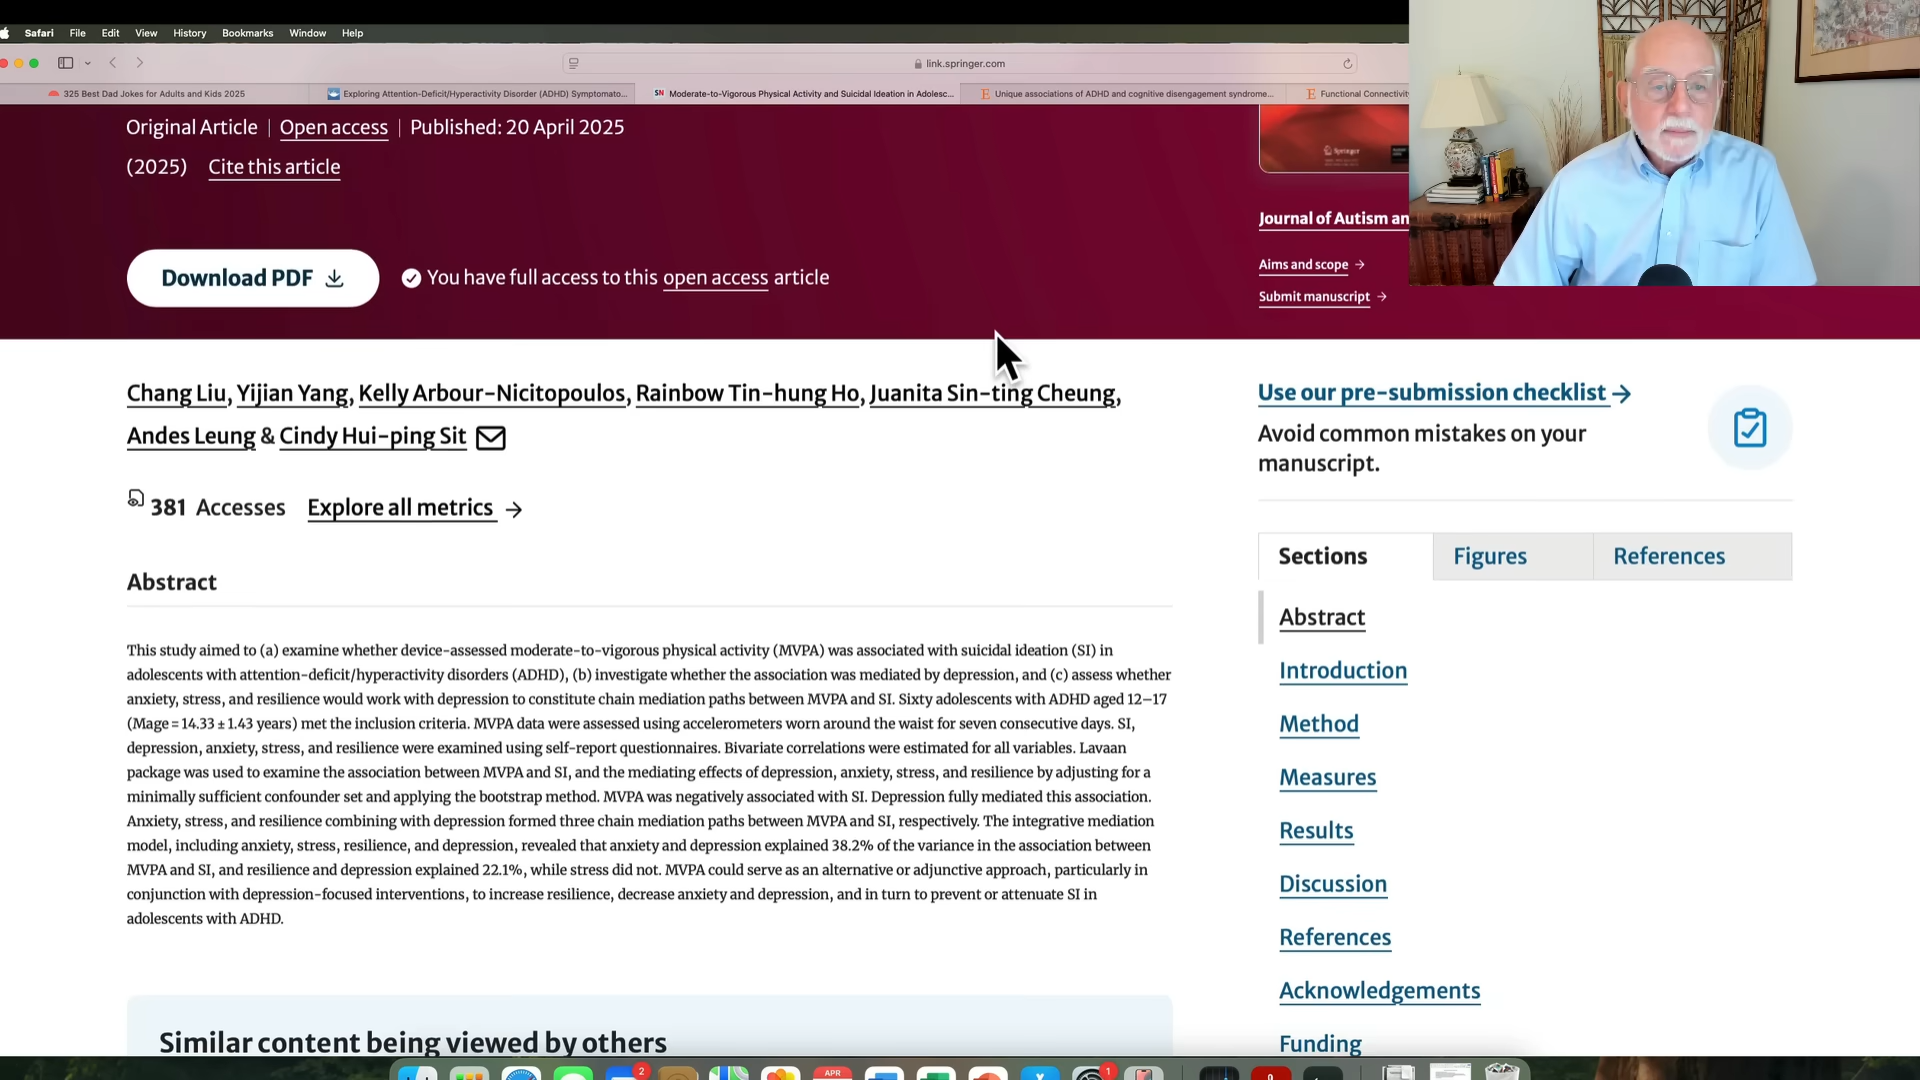 Safari File Edit View History Bookmarks Window Help
link.springer.com
325 Best Dad Jokes for Adults and Kids 2025
Exploring Attention-Deficit/Hyperactivity Disorder (ADHD) Symptomato...
SN Moderate-to-Vigorous Physical Activity and Suicidal Ideation in Adolesc...
E Unique associations of ADHD and cognitive disengagement syndrome...
E Functional Connectivity
Original Article | Open access | Published: 20 April 2025
(2025) Cite this article
Download PDF
You have full access to this open access article
Springer
Journal of Autism an
Aims and scope →
Submit manuscript →
Chang Liu, Yijian Yang, Kelly Arbour-Nicitopoulos, Rainbow Tin-hung Ho, Juanita Sin-ting Cheung,
Andes Leung & Cindy Hui-ping Sit
381 Accesses Explore all metrics →
Abstract
This study aimed to (a) examine whether device-assessed moderate-to-vigorous physical activity (MVPA) was associated with suicidal ideation (SI) in
adolescents with attention-deficit/hyperactivity disorders (ADHD), (b) investigate whether the association was mediated by depression, and (c) assess whether
anxiety, stress, and resilience would work with depression to constitute chain mediation paths between MVPA and SI. Sixty adolescents with ADHD aged 12–17
(Mage = 14.33 ± 1.43 years) met the inclusion criteria. MVPA data were assessed using accelerometers worn around the waist for seven consecutive days. SI,
depression, anxiety, stress, and resilience were examined using self-report questionnaires. Bivariate correlations were estimated for all variables. Lavaan
package was used to examine the association between MVPA and SI, and the mediating effects of depression, anxiety, stress, and resilience by adjusting for a
minimally sufficient confounder set and applying the bootstrap method. MVPA was negatively associated with SI. Depression fully mediated this association.
Anxiety, stress, and resilience combining with depression formed three chain mediation paths between MVPA and SI, respectively. The integrative mediation
model, including anxiety, stress, resilience, and depression, revealed that anxiety and depression explained 38.2% of the variance in the association between
MVPA and SI, and resilience and depression explained 22.1%, while stress did not. MVPA could serve as an alternative or adjunctive approach, particularly in
conjunction with depression-focused interventions, to increase resilience, decrease anxiety and depression, and in turn to prevent or attenuate SI in
adolescents with ADHD.
Similar content being viewed by others
Use our pre-submission checklist →
Avoid common mistakes on your
manuscript.
Sections Figures References
Abstract
Introduction
Method
Measures
Results
Discussion
References
Acknowledgements
Funding
2
APR
1